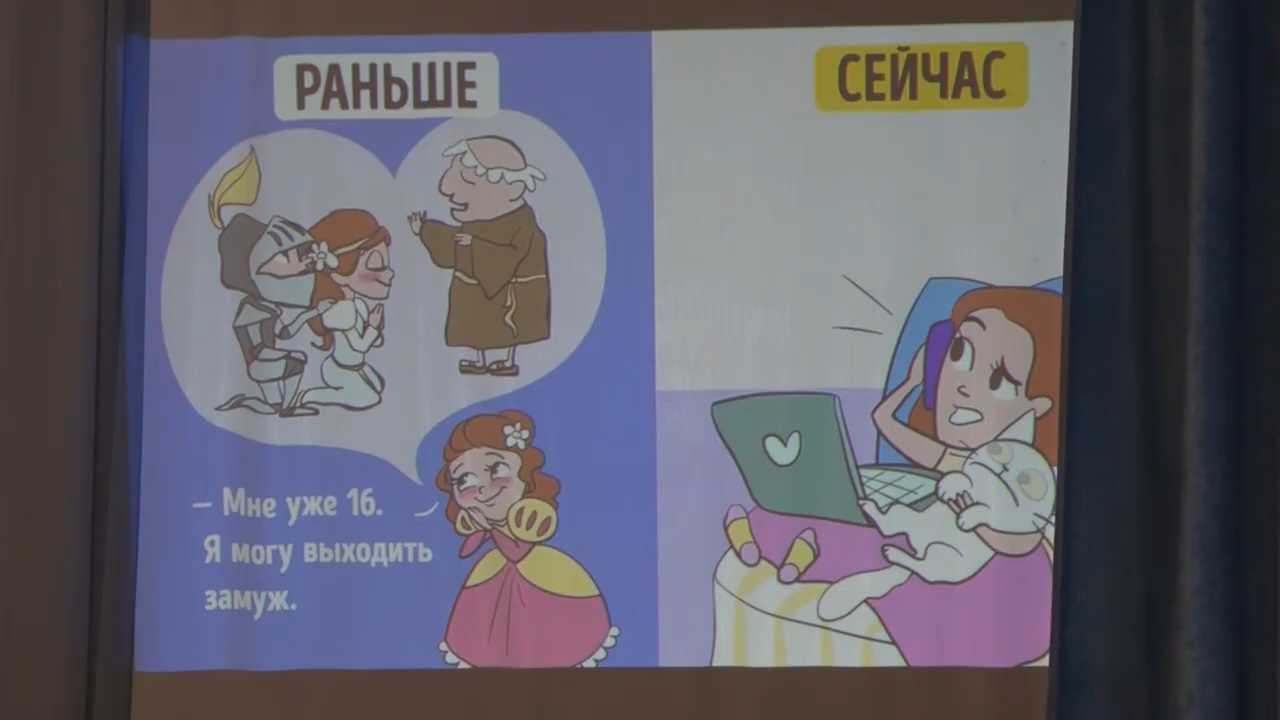 РАНЬШЕ
СЕЙЧАС
– Мне уже 16.
Я могу выходить
замуж.